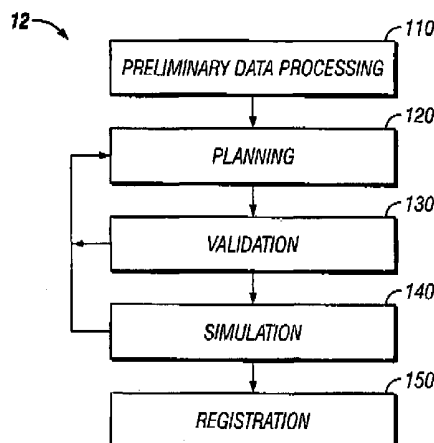 12
110
PRELIMINARY DATA PROCESSING
120
PLANNING
130
VALIDATION
140
SIMULATION
150
REGISTRATION